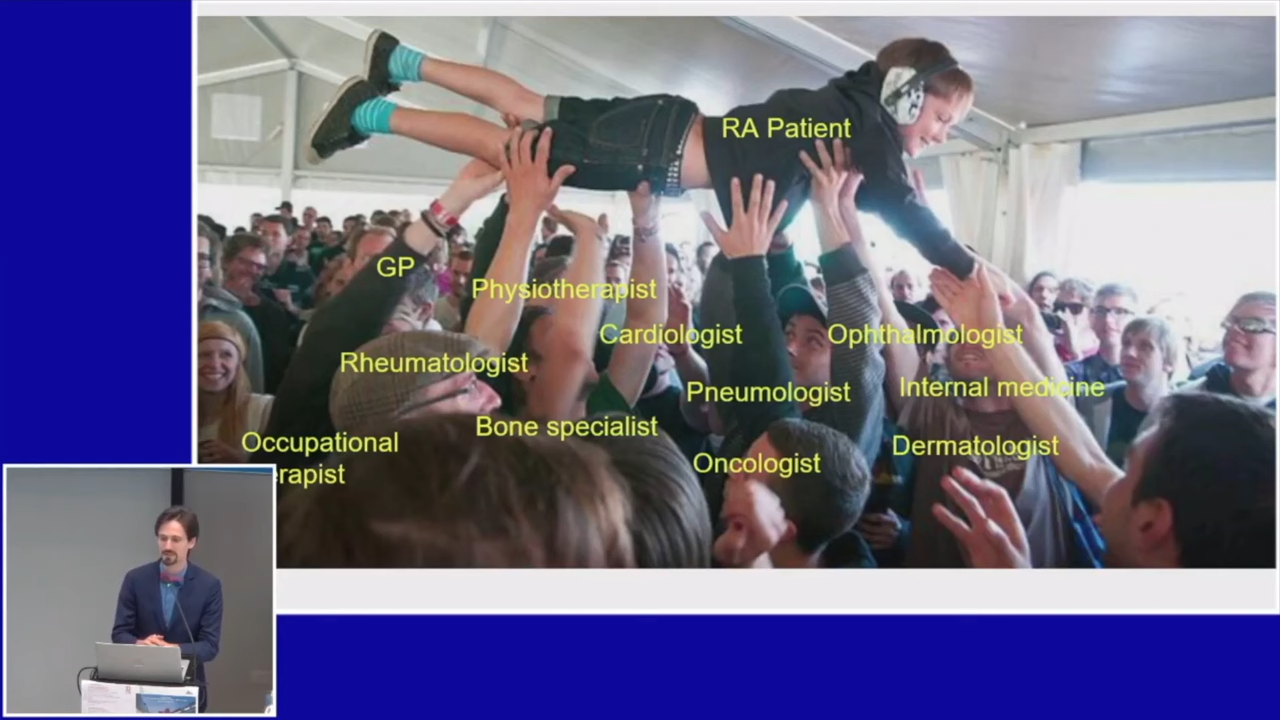 RA Patient
GP
Physiotherapist
Cardiologist
Ophthalmologist
Rheumatologist
Pneumologist
Internal medicine
Bone specialist
Occupational
erapist
Dermatologist
Oncologist